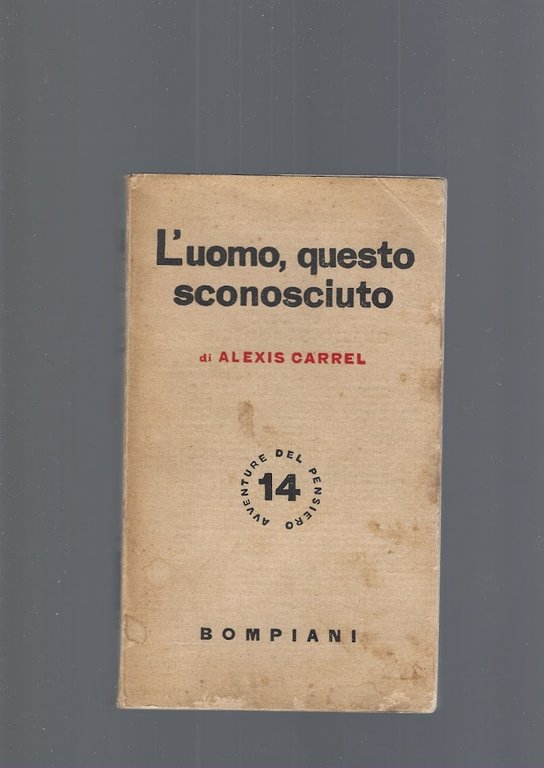 L'uomo, questo
sconosciuto
di ALEXIS CARREL
AVVENTURE DEL PENSIERO
14
BOMPIANI